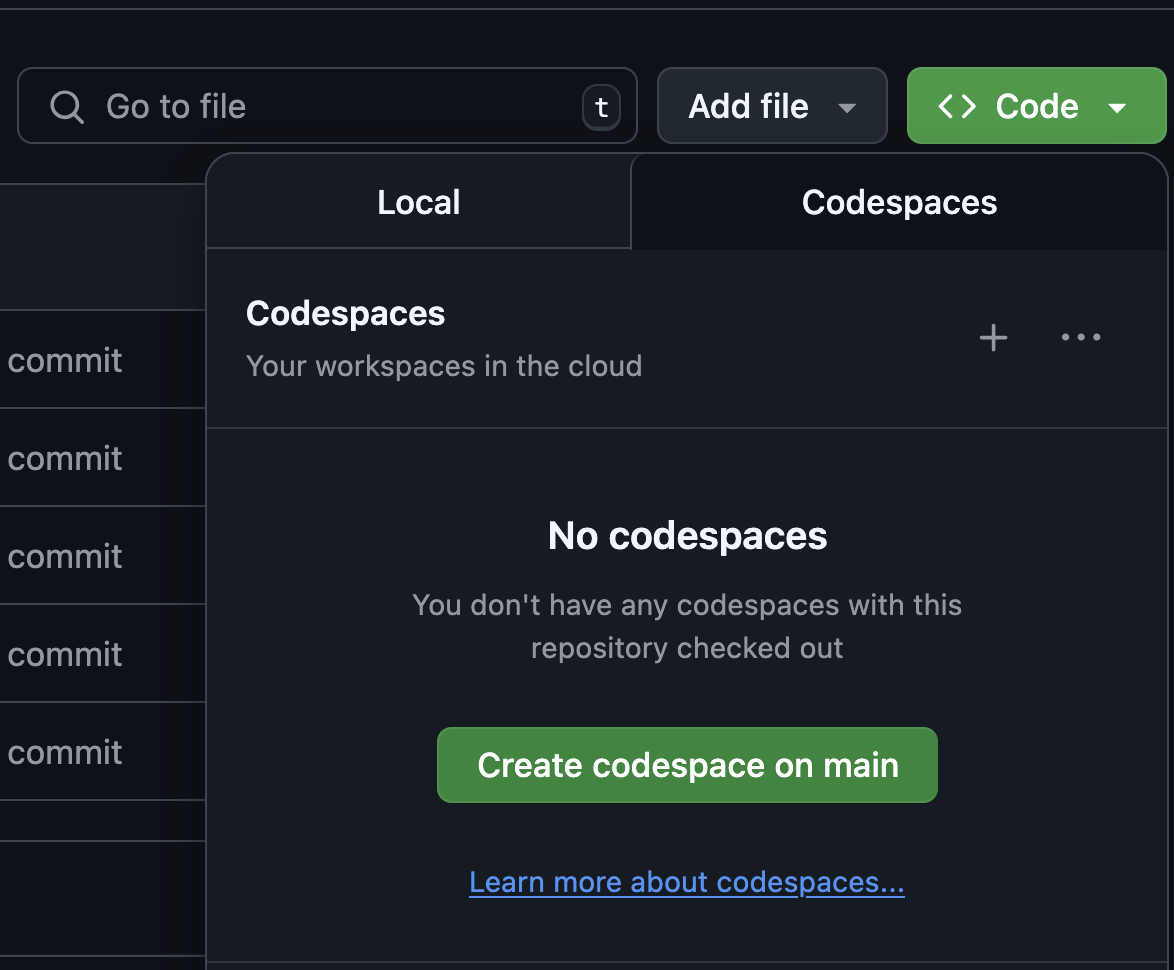 Go to file
t
Add file
<> Code
Local
Codespaces
Codespaces
Your workspaces in the cloud
commit
commit
commit
commit
commit
No codespaces
You don't have any codespaces with this
repository checked out
Create codespace on main
Learn more about codespaces...